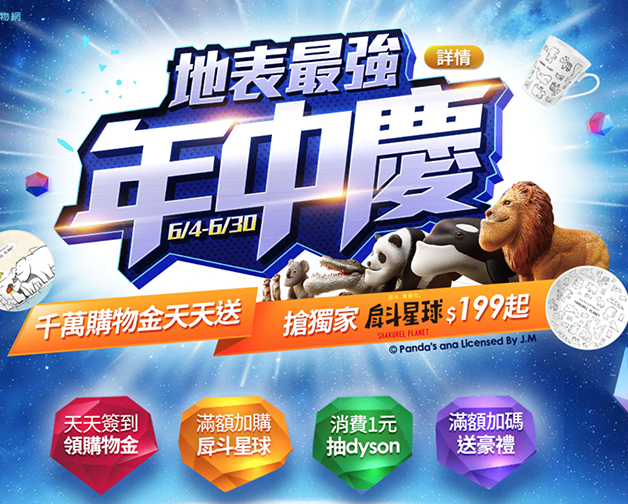 物網
地表最強
詳情
年中慶
6/4-6/30
千萬購物金天天送
搶獨家
戽斗星球
$199起
SHAKUREL PLANET
© Panda's ana Licensed By J.M
天天簽到
領購物金
滿額加購
戽斗星球
消費1元
抽dyson
滿額加碼
送豪禮